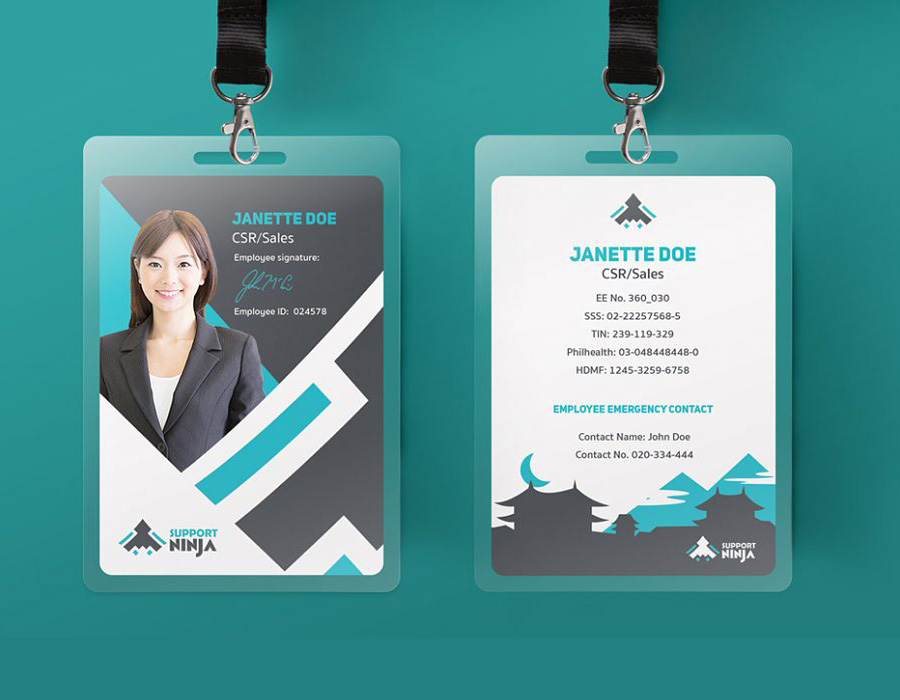 JANETTE DOE
CSR/Sales
Employee signature:
Employee ID: 024578
SUPPORT
NINJA
JANETTE DOE
CSR/Sales
EE No. 360_030
SSS: 02-22257568-5
TIN: 239-119-329
Philhealth: 03-048448448-0
HDMF: 1245-3259-6758
EMPLOYEE EMERGENCY CONTACT
Contact Name: John Doe
Contact No. 020-334-444
SUPPORT
NINJA